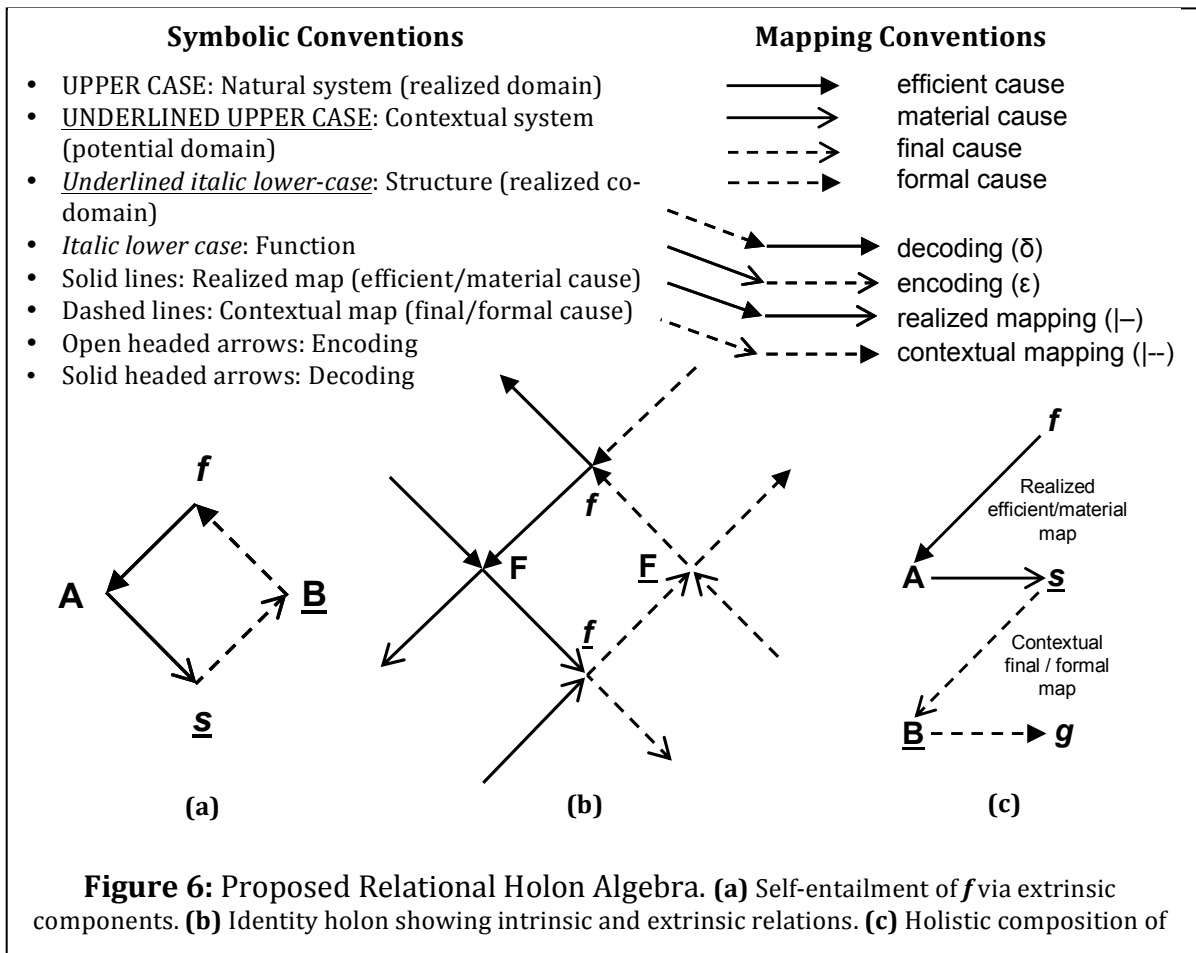 Symbolic Conventions
• UPPER CASE: Natural system (realized domain)
• UNDERLINED UPPER CASE: Contextual system
(potential domain)
• Underlined italic lower-case: Structure (realized co-
domain)
• Italic lower case: Function
• Solid lines: Realized map (efficient/material cause)
• Dashed lines: Contextual map (final/formal cause)
• Open headed arrows: Encoding
• Solid headed arrows: Decoding
Mapping Conventions
efficient cause
material cause
final cause
formal cause
decoding (δ)
encoding (ε)
realized mapping (|–)
contextual mapping (|--)
f
A
B
s
(a)
f
F
F
f
(b)
f
Realized
efficient/material
map
A
s
Contextual
final / formal
map
B
g
(c)
Figure 6: Proposed Relational Holon Algebra. (a) Self-entailment of f via extrinsic
components. (b) Identity holon showing intrinsic and extrinsic relations. (c) Holistic composition of